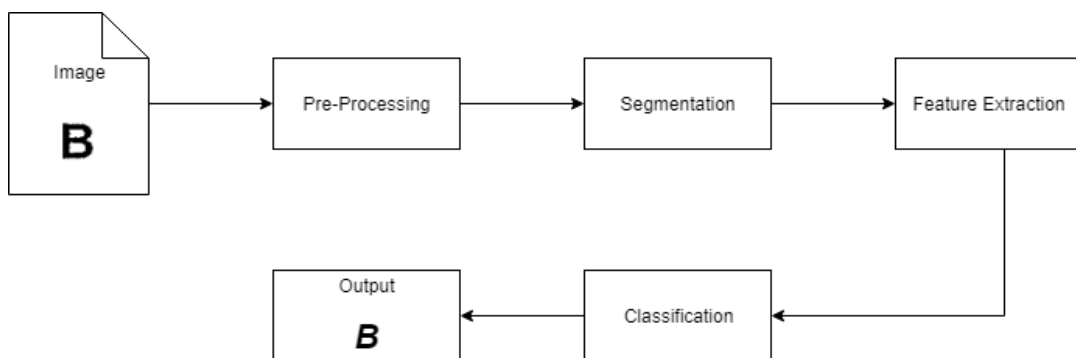 Image
B
Pre-Processing
Segmentation
Feature Extraction
Output
B
Classification